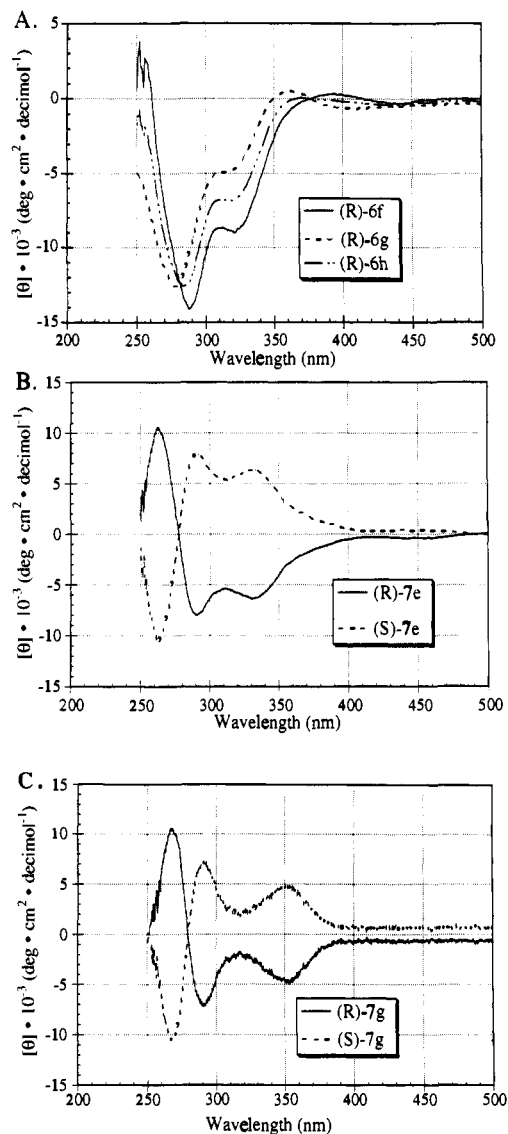 A.
5
0
-5
-10
-15
[θ] • 10⁻³ (deg • cm² • decimol⁻¹)
(R)-6f
(R)-6g
(R)-6h
200 250 300 350 400 450 500
Wavelength (nm)
B.
15
10
5
0
-5
-10
-15
[θ] • 10⁻³ (deg • cm² • decimol⁻¹)
(R)-7e
(S)-7e
200 250 300 350 400 450 500
Wavelength (nm)
C.
15
10
5
0
-5
-10
-15
[θ] • 10⁻³ (deg • cm² • decimol⁻¹)
(R)-7g
(S)-7g
200 250 300 350 400 450 500
Wavelength (nm)